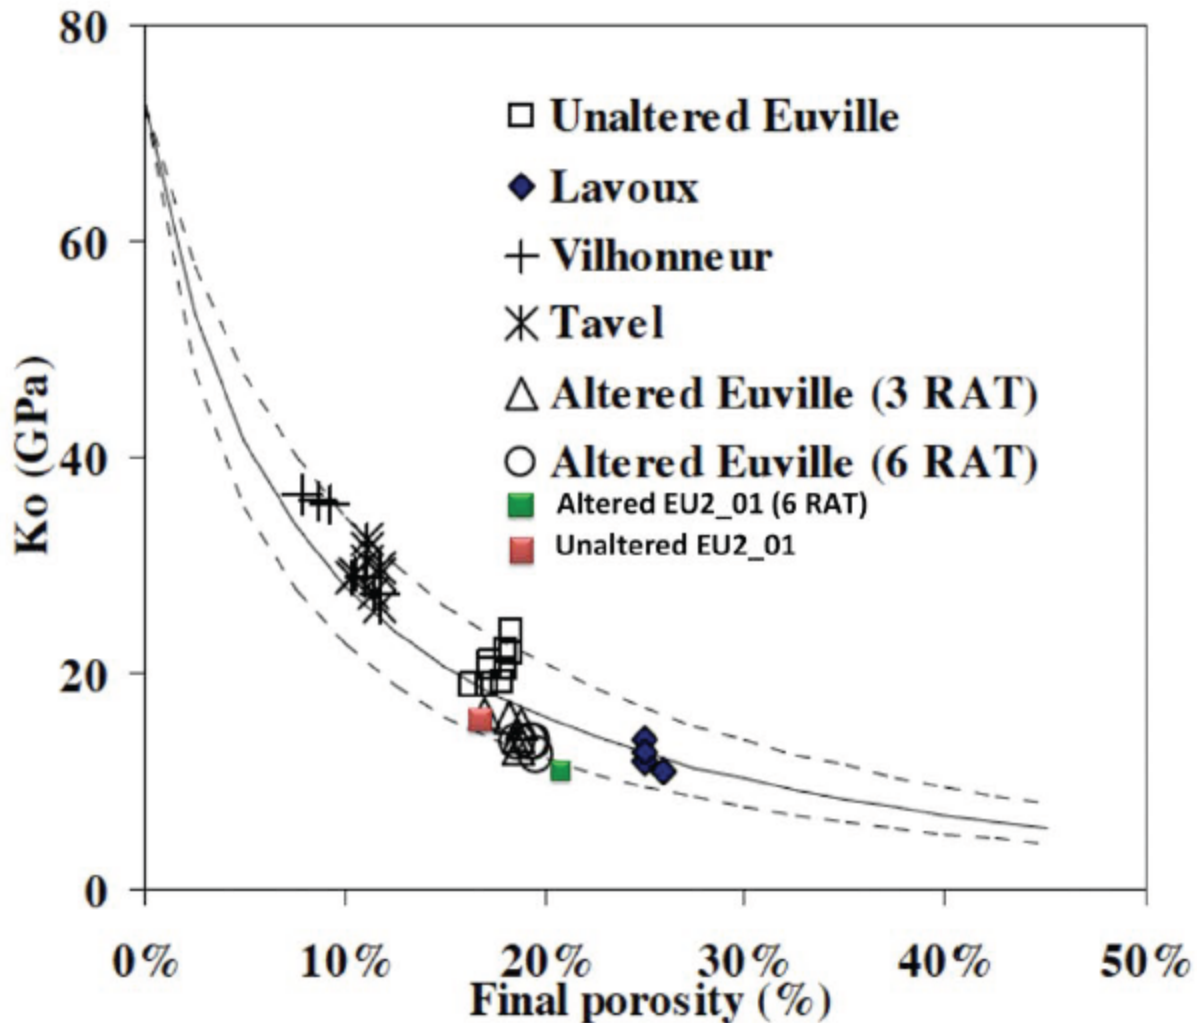 80
60
40
20
0
Ko (GPa)
Unaltered Euville
Lavoux
Vilhonneur
Tavel
Altered Euville (3 RAT)
Altered Euville (6 RAT)
Altered EU2_01 (6 RAT)
Unaltered EU2_01
0% 10% 20% 30% 40% 50%
Final porosity (%)